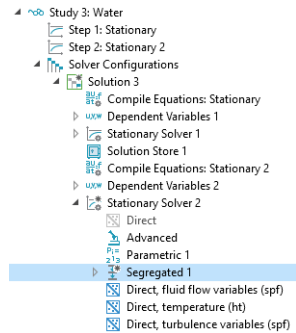 Study 3: Water
Step 1: Stationary
Step 2: Stationary 2
Solver Configurations
Solution 3
Compile Equations: Stationary
Dependent Variables 1
Stationary Solver 1
Solution Store 1
Compile Equations: Stationary 2
Dependent Variables 2
Stationary Solver 2
Direct
Advanced
Parametric 1
Segregated 1
Direct, fluid flow variables (spf)
Direct, temperature (ht)
Direct, turbulence variables (spf)